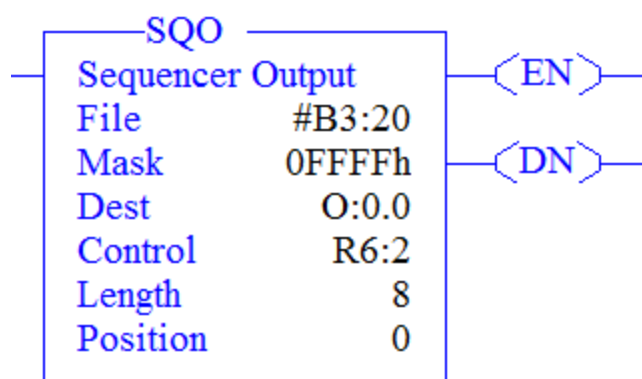 SQO
Sequencer Output (EN)
File #B3:20
Mask 0FFFFh (DN)
Dest O:0.0
Control R6:2
Length 8
Position 0